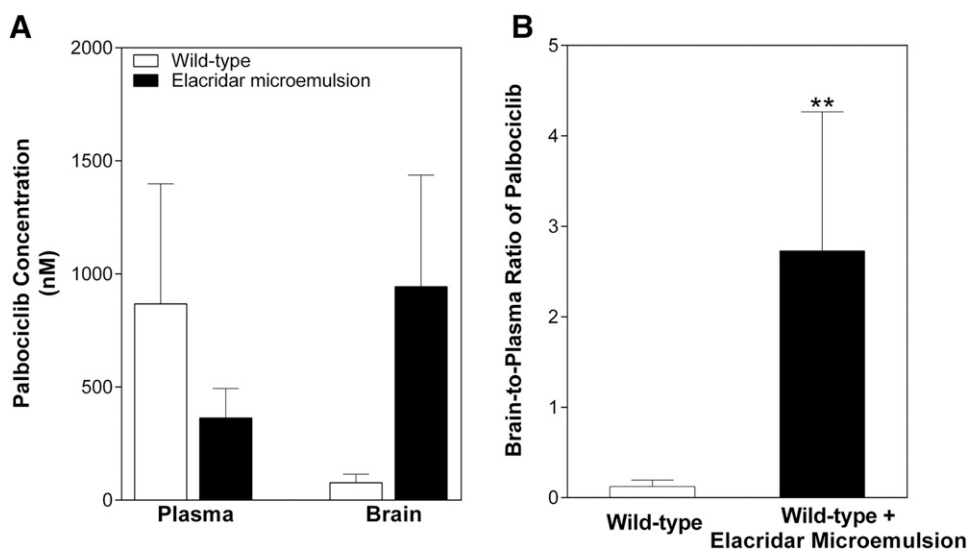 A
Palbociclib Concentration
(nM)
2000
1500
1000
500
0
Wild-type
Elacridar microemulsion
Plasma
Brain
B
Brain-to-Plasma Ratio of Palbociclib
5
4
3
2
1
0
**
Wild-type
Wild-type +
Elacridar Microemulsion